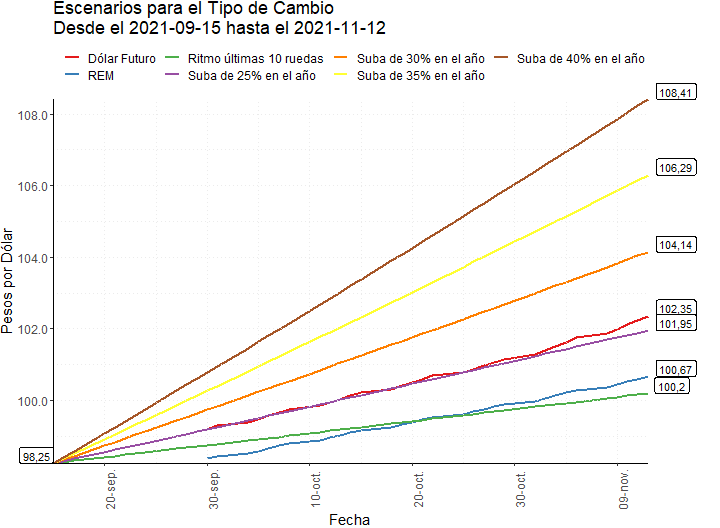 Escenarios para el Tipo de Cambio
Desde el 2021-09-15 hasta el 2021-11-12
Dólar Futuro Ritmo últimas 10 ruedas Suba de 30% en el año Suba de 40% en el año
REM Suba de 25% en el año Suba de 35% en el año
108,41
108.0
106,29
106.0
104,14
104.0
102,35
102.0
101,95
100,67
100,2
100.0
98,25
Pesos por Dólar
20-sep.
30-sep.
10-oct.
20-oct.
30-oct.
09-nov.
Fecha